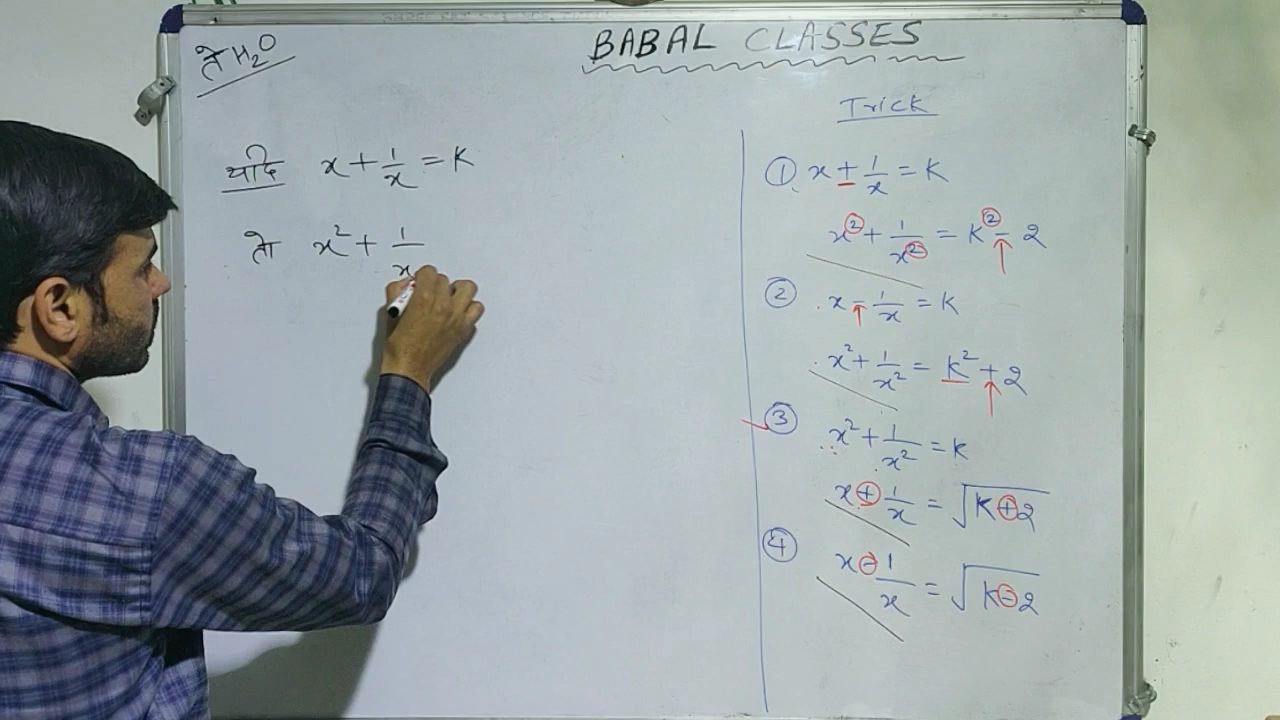 तेH₂O
BABAL CLASSES
यदि x + 1/x = K
तो x² + 1/x
Trick
① x + 1/x = K
x² + 1/x² = K² - 2
② x - 1/x = K
x² + 1/x² = K² + 2
③ x² + 1/x² = K
x + 1/x = √K+2
④ x - 1/x = √K-2